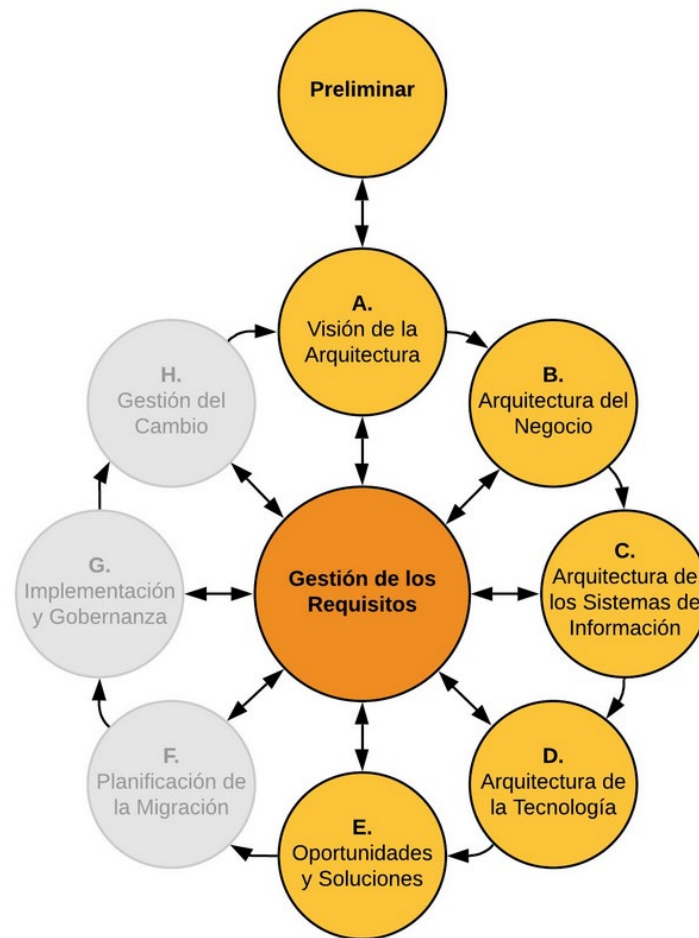 Preliminar
A.
Visión de la
Arquitectura
B.
Arquitectura del
Negocio
C.
Arquitectura de
los Sistemas de
Información
D.
Arquitectura de
la Tecnología
E.
Oportunidades
y Soluciones
F.
Planificación de
la Migración
G.
Implementación
y Gobernanza
H.
Gestión del
Cambio
Gestión de los
Requisitos